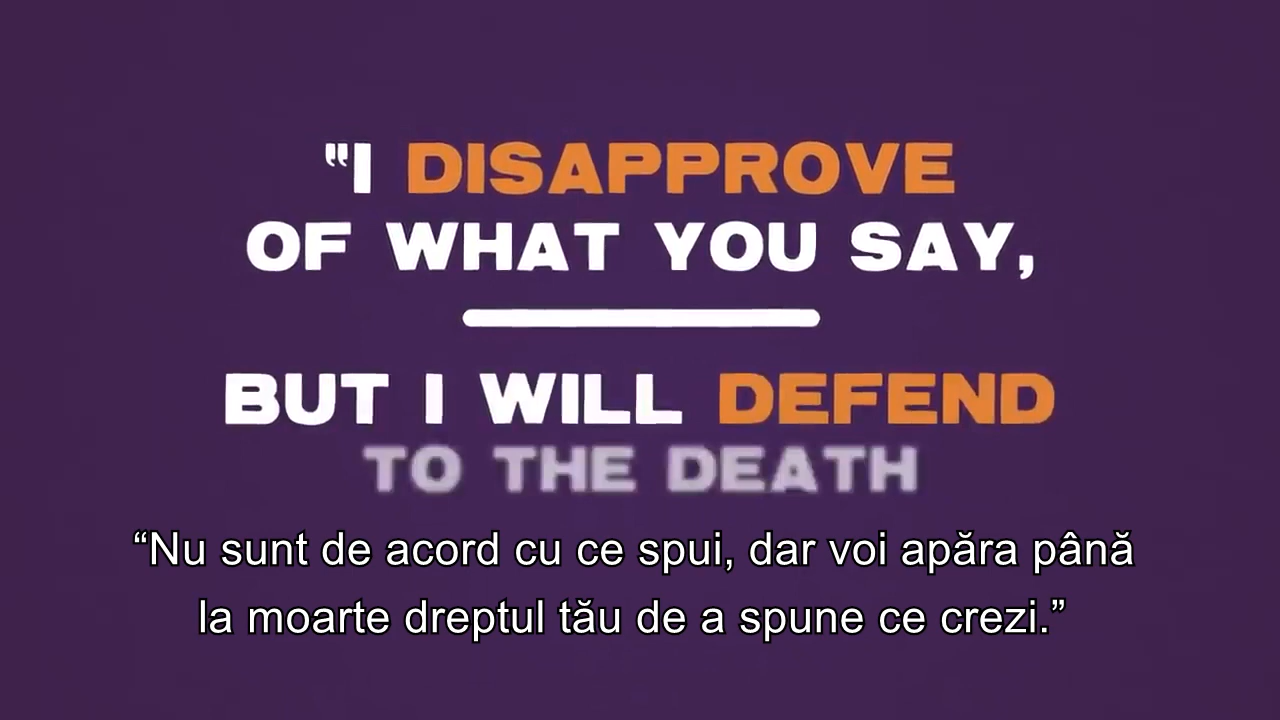 "I DISAPPROVE
OF WHAT YOU SAY,
BUT I WILL DEFEND
TO THE DEATH
“Nu sunt de acord cu ce spui, dar voi apăra până
la moarte dreptul tău de a spune ce crezi.”